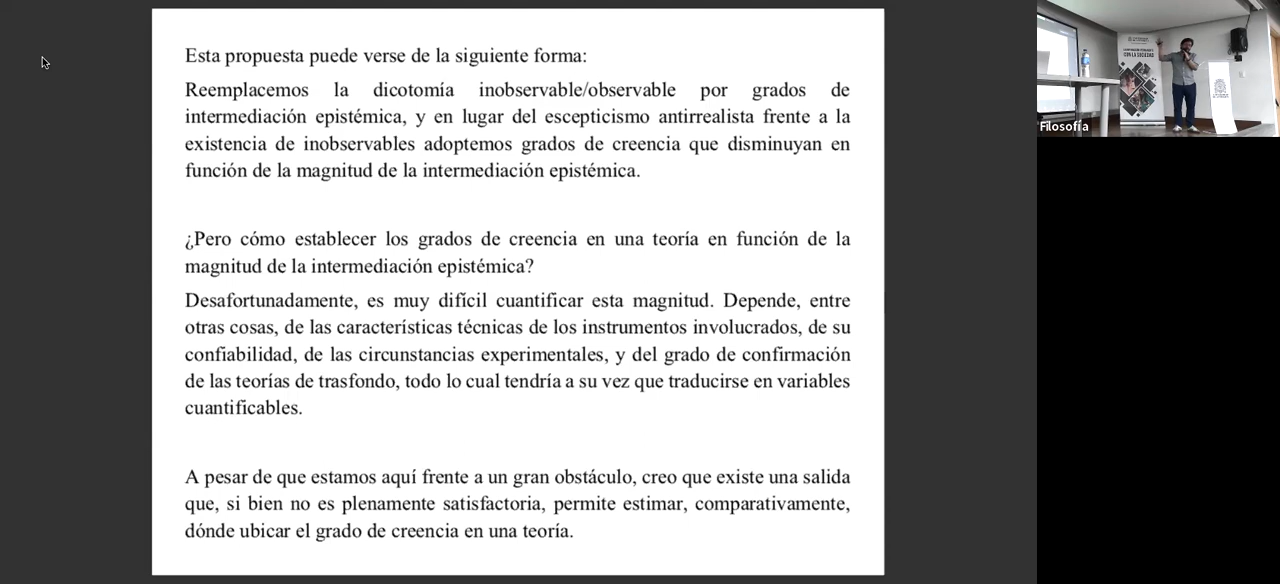 Esta propuesta puede verse de la siguiente forma:
Reemplacemos la dicotomía inobservable/observable por grados de
intermediación epistémica, y en lugar del escepticismo antirrealista frente a la
existencia de inobservables adoptemos grados de creencia que disminuyan en
función de la magnitud de la intermediación epistémica.
¿Pero cómo establecer los grados de creencia en una teoría en función de la
magnitud de la intermediación epistémica?
Desafortunadamente, es muy difícil cuantificar esta magnitud. Depende, entre
otras cosas, de las características técnicas de los instrumentos involucrados, de su
confiabilidad, de las circunstancias experimentales, y del grado de confirmación
de las teorías de trasfondo, todo lo cual tendría a su vez que traducirse en variables
cuantificables.
A pesar de que estamos aquí frente a un gran obstáculo, creo que existe una salida
que, si bien no es plenamente satisfactoria, permite estimar, comparativamente,
dónde ubicar el grado de creencia en una teoría.
CON LA SOCIEDAD
Filosofía